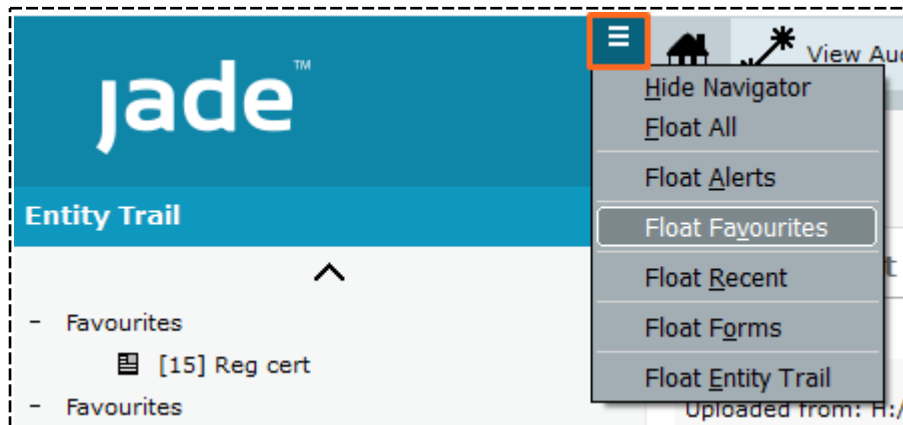 jade™
View Aud
Hide Navigator
Float All
Float Alerts
Float Favourites
Float Recent
Float Forms
Float Entity Trail
Entity Trail
- Favourites
[15] Reg cert
- Favourites
t
Uploaded from: H:/